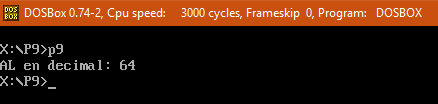 DOSBox 0.74-2, Cpu speed: 3000 cycles, Frameskip 0, Program: DOSBOX
X:\P9>p9
AL en decimal: 64
X:\P9>_